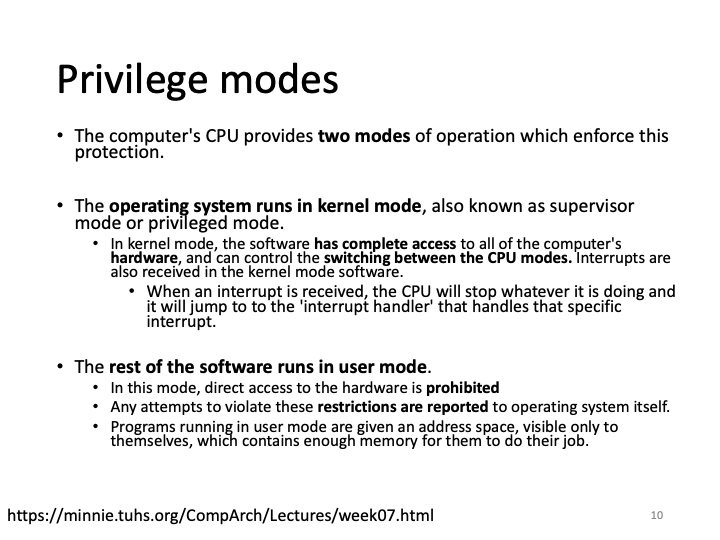 Privilege modes
• The computer's CPU provides two modes of operation which enforce this
protection.
• The operating system runs in kernel mode, also known as supervisor
mode or privileged mode.
• In kernel mode, the software has complete access to all of the computer's
hardware, and can control the switching between the CPU modes. Interrupts are
also received in the kernel mode software.
• When an interrupt is received, the CPU will stop whatever it is doing and
it will jump to to the 'interrupt handler' that handles that specific
interrupt.
• The rest of the software runs in user mode.
• In this mode, direct access to the hardware is prohibited
• Any attempts to violate these restrictions are reported to operating system itself.
• Programs running in user mode are given an address space, visible only to
themselves, which contains enough memory for them to do their job.
https://minnie.tuhs.org/CompArch/Lectures/week07.html
10